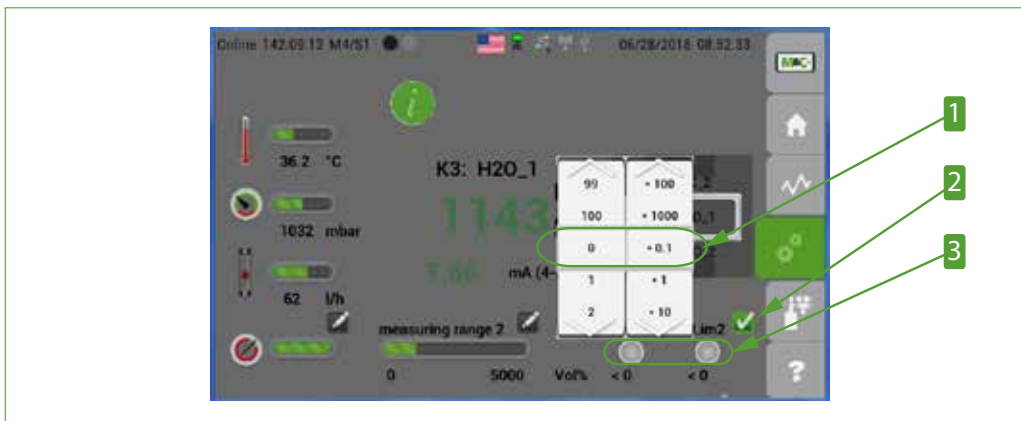 Online 142.09.13 M4/S1 06/28/2018 08:52:33
1
36.2 °C
K3: H2O_1
99 * 100
1032 mbar
1143
100 * 1000
2
0 * 0.1
mA (4-
3
62 l/h
1 * 1
2 * 10
measuring range 2
Lim2
0 5000 Vol% < 0 < 0
?